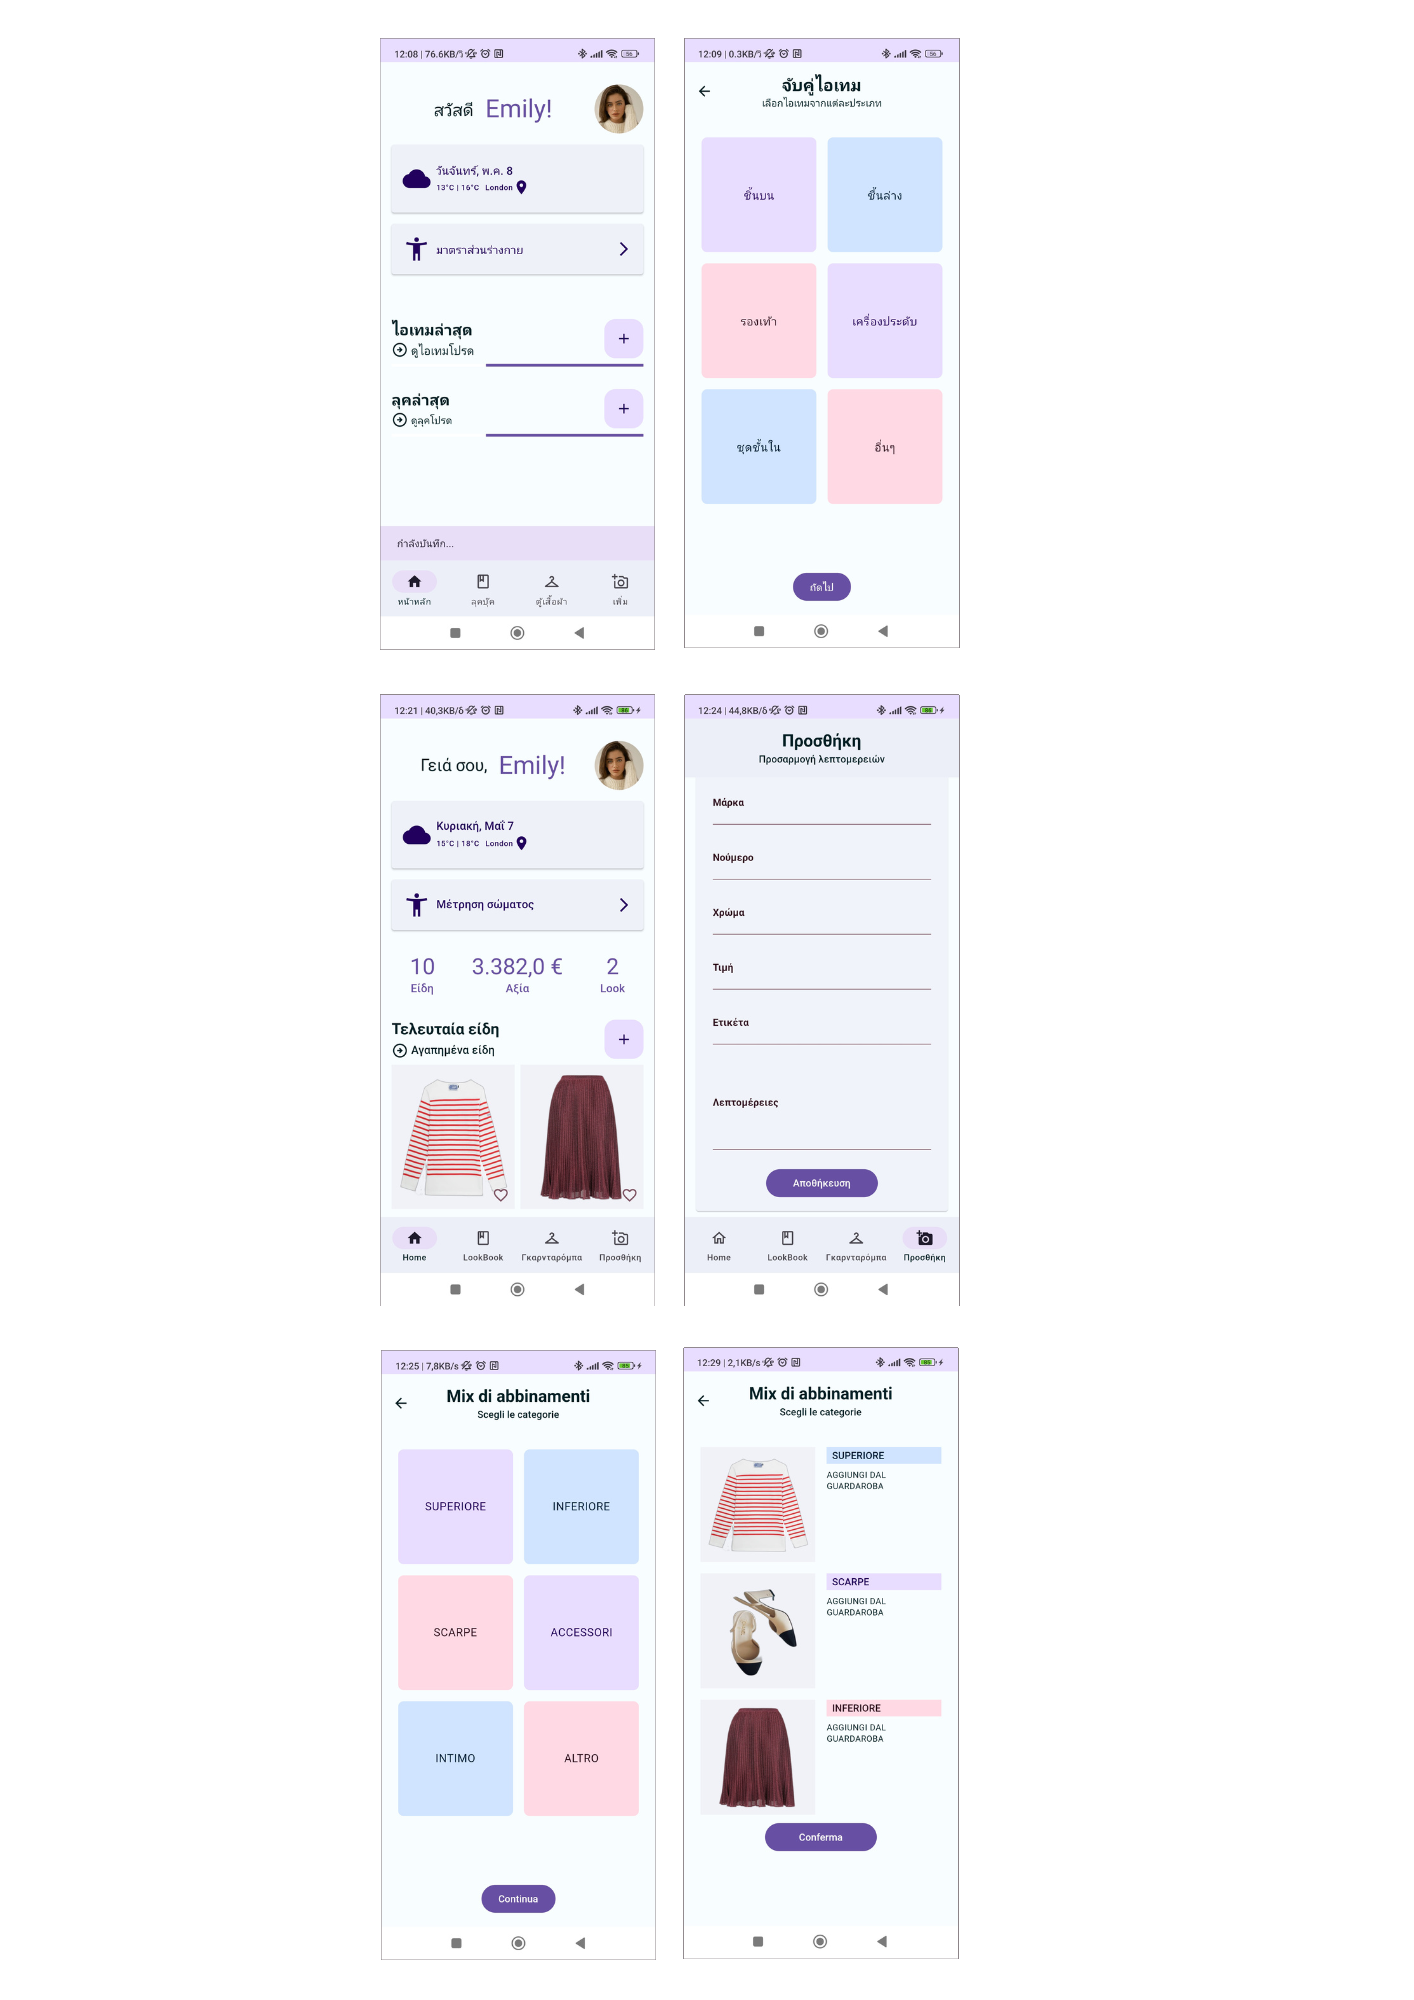 12:08 | 76.6KB/วิ
56
สวัสดี Emily!
วันจันทร์, พ.ค. 8
13°C | 16°C London
มาตราส่วนร่างกาย
ไอเทมล่าสุด
ดูไอเทมโปรด
+
ลุคล่าสุด
ดูลุคโปรด
+
กำลังบันทึก...
หน้าหลัก
ลุคบุ๊ค
ตู้เสื้อผ้า
เพิ่ม
12:09 | 0.3KB/วิ
56
จับคู่ไอเทม
เลือกไอเทมจากแต่ละประเภท
ชิ้นบน
ชิ้นล่าง
รองเท้า
เครื่องประดับ
ชุดชั้นใน
อื่นๆ
ถัดไป
12:21 | 40,3KB/δ
86
Γειά σου, Emily!
Κυριακή, Μαΐ 7
15°C | 18°C London
Μέτρηση σώματος
10
3.382,0 €
2
Είδη
Αξία
Look
Τελευταία είδη
Αγαπημένα είδη
+
Home
LookBook
Γκαρνταρόμπα
Προσθήκη
12:24 | 44,8KB/δ
86
Προσθήκη
Προσαρμογή λεπτομερειών
Μάρκα
Νούμερο
Χρώμα
Τιμή
Ετικέτα
Λεπτομέρειες
Αποθήκευση
Home
LookBook
Γκαρνταρόμπα
Προσθήκη
12:25 | 7,8KB/s
85
Mix di abbinamenti
Scegli le categorie
SUPERIORE
INFERIORE
SCARPE
ACCESSORI
INTIMO
ALTRO
Continua
12:29 | 2,1KB/s
85
Mix di abbinamenti
Scegli le categorie
SUPERIORE
AGGIUNGI DAL
GUARDAROBA
SCARPE
AGGIUNGI DAL
GUARDAROBA
INFERIORE
AGGIUNGI DAL
GUARDAROBA
Conferma